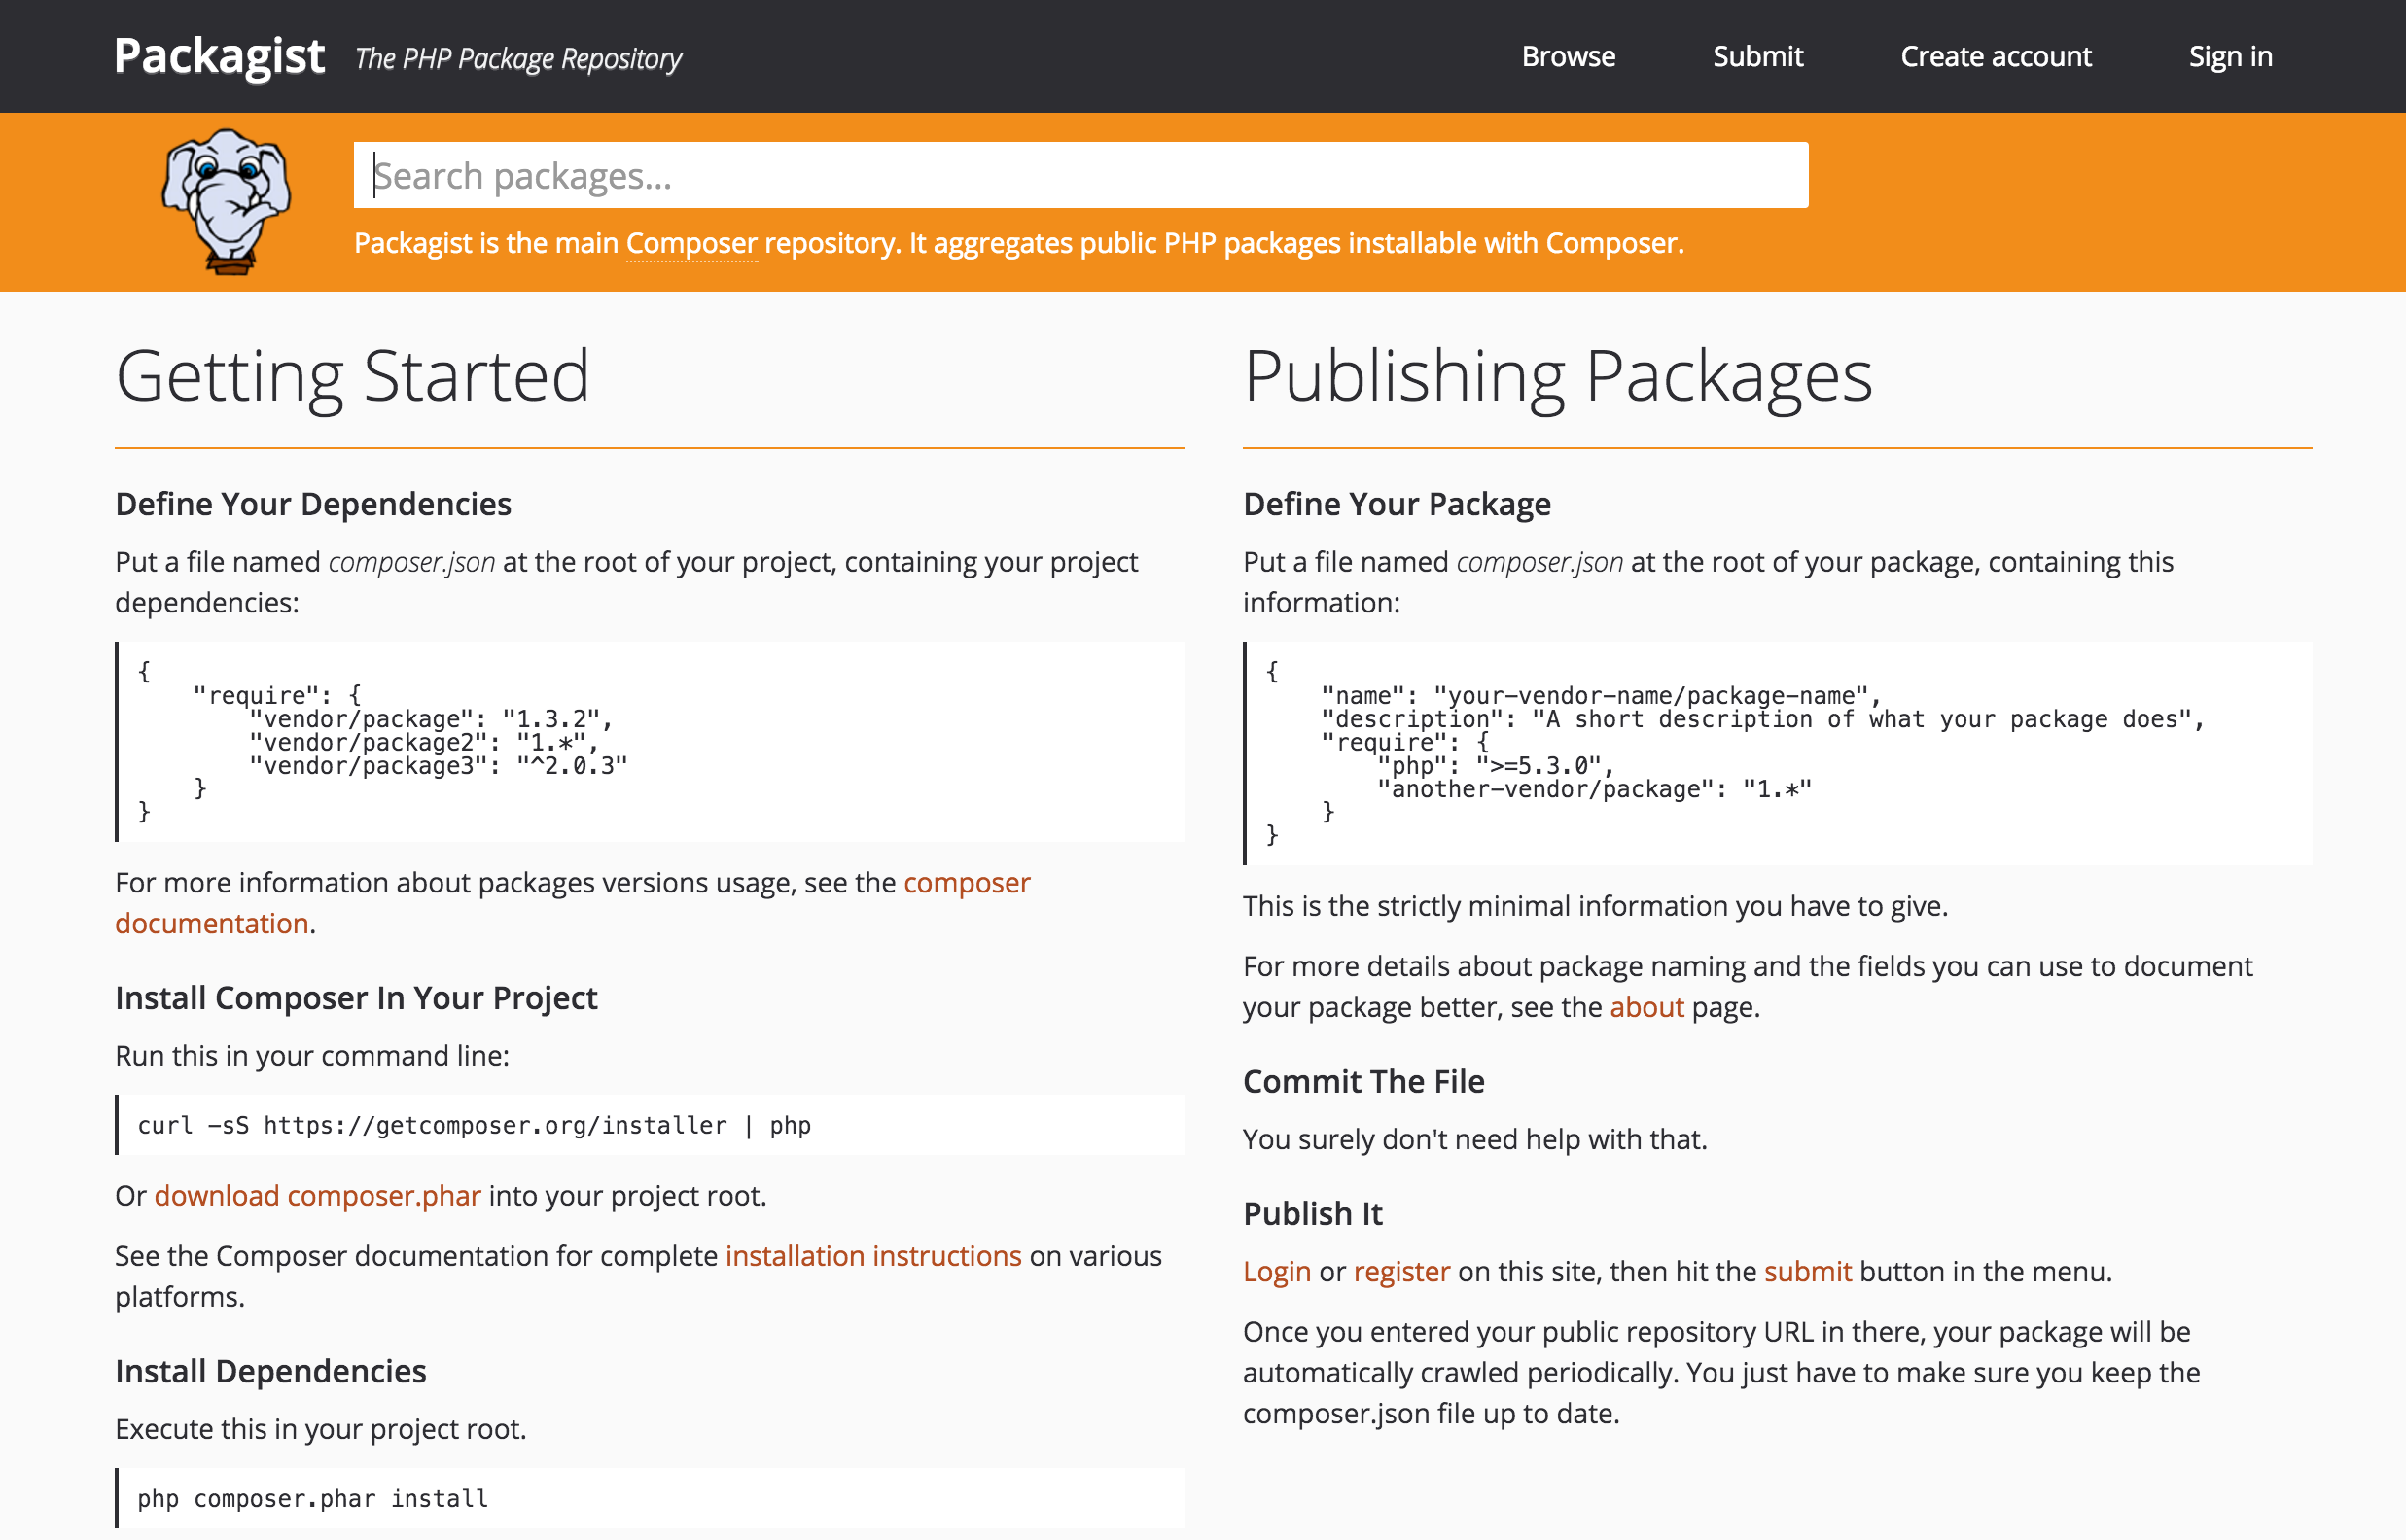 Packagist The PHP Package Repository Browse Submit Create account Sign in
Search packages...
Packagist is the main Composer repository. It aggregates public PHP packages installable with Composer.
Getting Started
Define Your Dependencies
Put a file named composer.json at the root of your project, containing your project
dependencies:
{
    "require": {
        "vendor/package": "1.3.2",
        "vendor/package2": "1.*",
        "vendor/package3": "^2.0.3"
    }
}
For more information about packages versions usage, see the composer
documentation.
Install Composer In Your Project
Run this in your command line:
curl -sS https://getcomposer.org/installer | php
Or download composer.phar into your project root.
See the Composer documentation for complete installation instructions on various
platforms.
Install Dependencies
Execute this in your project root.
php composer.phar install
Publishing Packages
Define Your Package
Put a file named composer.json at the root of your package, containing this
information:
{
    "name": "your-vendor-name/package-name",
    "description": "A short description of what your package does",
    "require": {
        "php": ">=5.3.0",
        "another-vendor/package": "1.*"
    }
}
This is the strictly minimal information you have to give.
For more details about package naming and the fields you can use to document
your package better, see the about page.
Commit The File
You surely don't need help with that.
Publish It
Login or register on this site, then hit the submit button in the menu.
Once you entered your public repository URL in there, your package will be
automatically crawled periodically. You just have to make sure you keep the
composer.json file up to date.